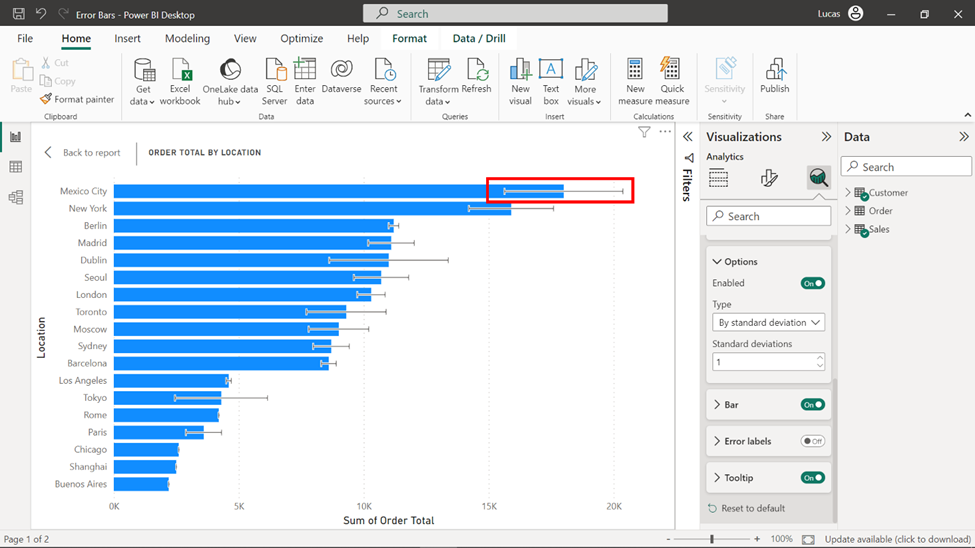 Error Bars - Power BI Desktop
Search
Lucas
File Home Insert Modeling View Optimize Help Format Data / Drill
Paste
Cut
Copy
Format painter
Clipboard
Get data
Excel workbook
OneLake data hub
SQL Server
Enter data
Dataverse
Recent sources
Data
Transform data
Refresh
Queries
New visual
Text box
More visuals
Insert
New measure
Quick measure
Calculations
Sensitivity
Sensitivity
Publish
Share
Back to report
ORDER TOTAL BY LOCATION
Location
Mexico City
New York
Berlin
Madrid
Dublin
Seoul
London
Toronto
Moscow
Sydney
Barcelona
Los Angeles
Tokyo
Rome
Paris
Chicago
Shanghai
Buenos Aires
0K 5K 10K 15K 20K
Sum of Order Total
Filters
Visualizations
Analytics
Search
Options
Enabled
On
Type
By standard deviation
Standard deviations
1
Bar
On
Error labels
Off
Tooltip
On
Reset to default
Data
Search
Customer
Order
Sales
Page 1 of 2
- + 100%
Update available (click to download)